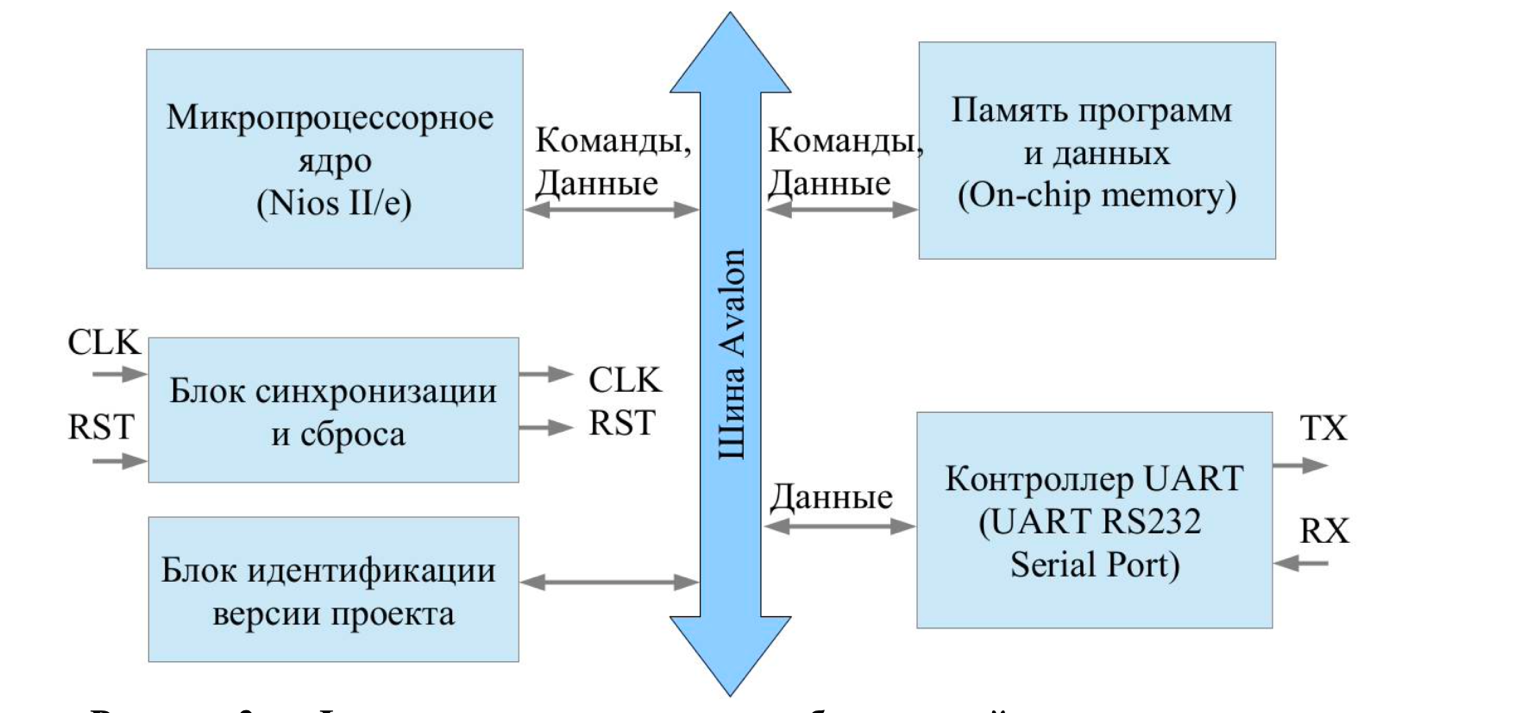 Микропроцессорное
ядро
(Nios II/e)
Команды,
Данные
Команды,
Данные
Память программ
и данных
(On-chip memory)
Шина Avalon
CLK
RST
Блок синхронизации
и сброса
CLK
RST
Данные
Контроллер UART
(UART RS232
Serial Port)
TX
RX
Блок идентификации
версии проекта